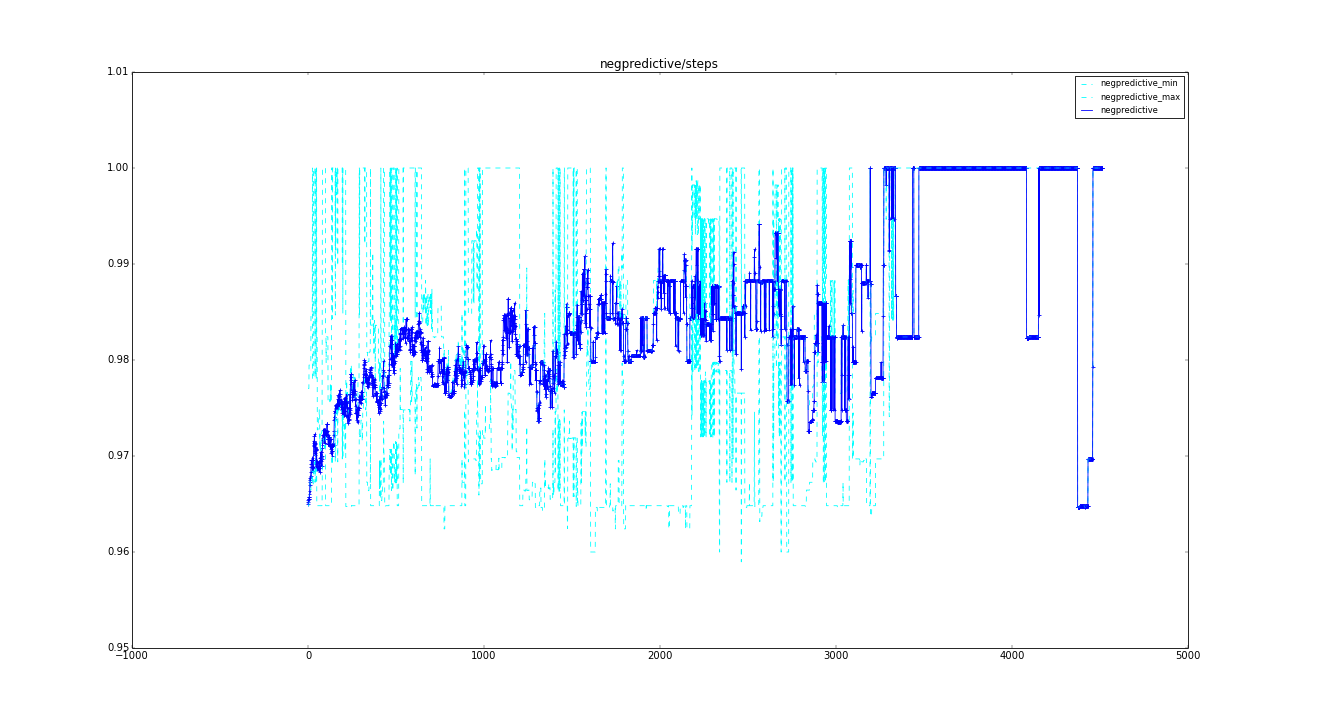 negpredictive/steps
1.01
negpredictive_min
negpredictive_max
negpredictive
1.00
0.99
0.98
0.97
0.96
0.95
−1000 0 1000 2000 3000 4000 5000